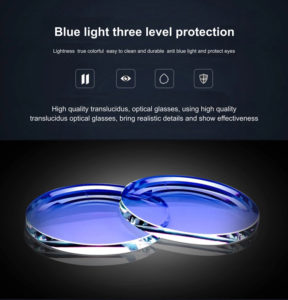 Blue light three level protection
Lightness true colorful easy to clean and durable anti blue light and protect eyes
High quality translucidus, optical glasses, using high quality
translucidus optical glasses, bring realistic details and show effectiveness